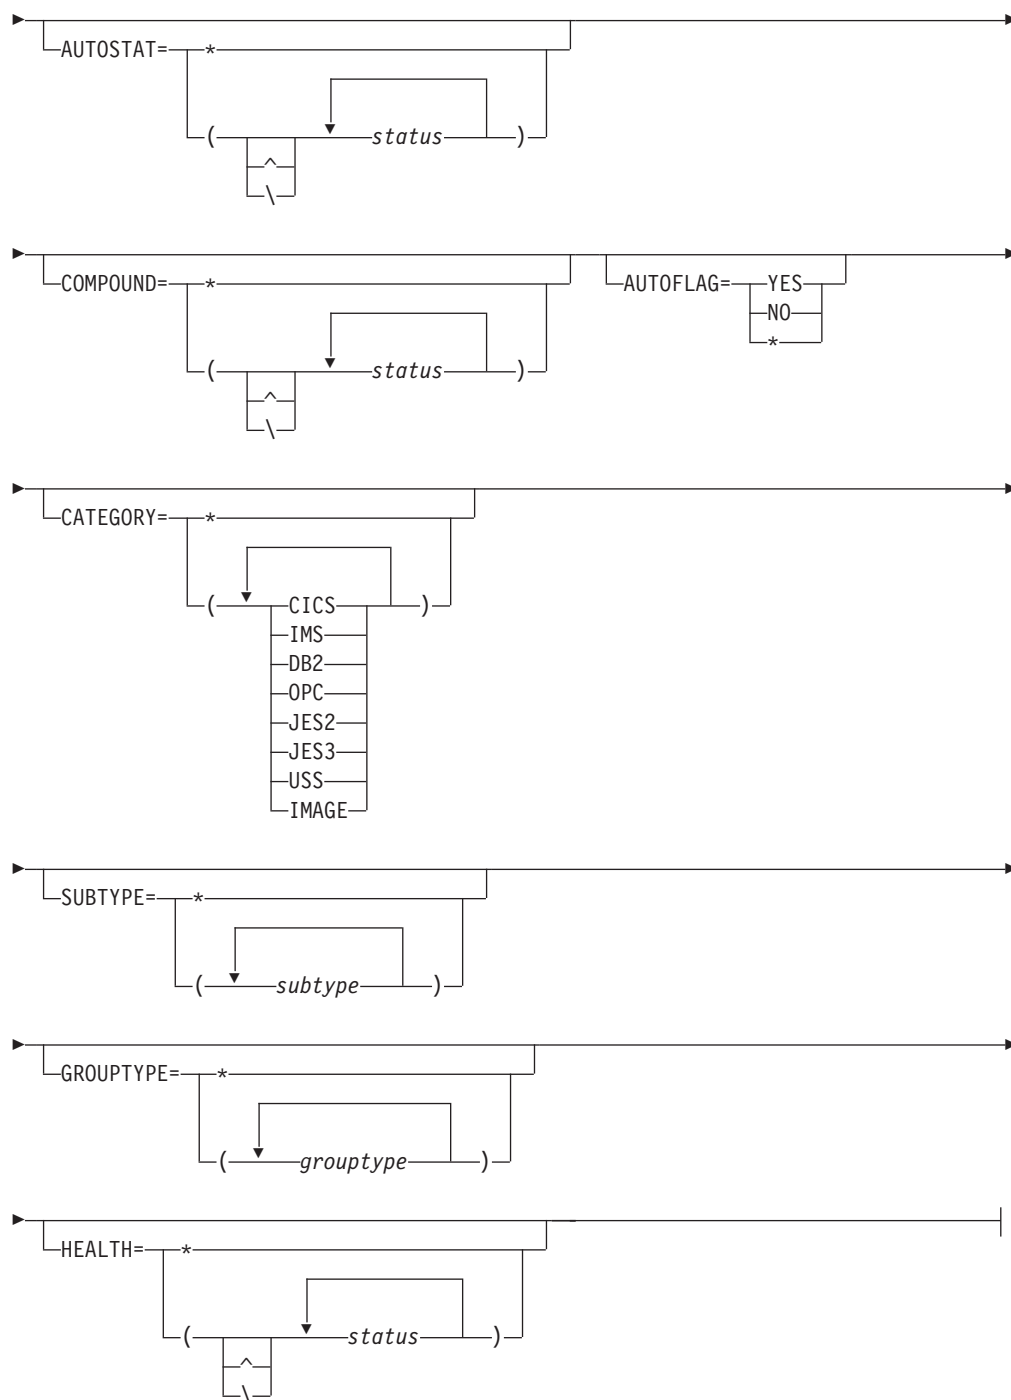 AUTOSTAT= *
( status )
^
\
COMPOUND= * AUTOFLAG= YES
NO
*
( status )
^
\
CATEGORY= *
( CICS )
IMS
DB2
OPC
JES2
JES3
USS
IMAGE
SUBTYPE= *
( subtype )
GROUPTYPE= *
( grouptype )
HEALTH= *
( status )
^
\